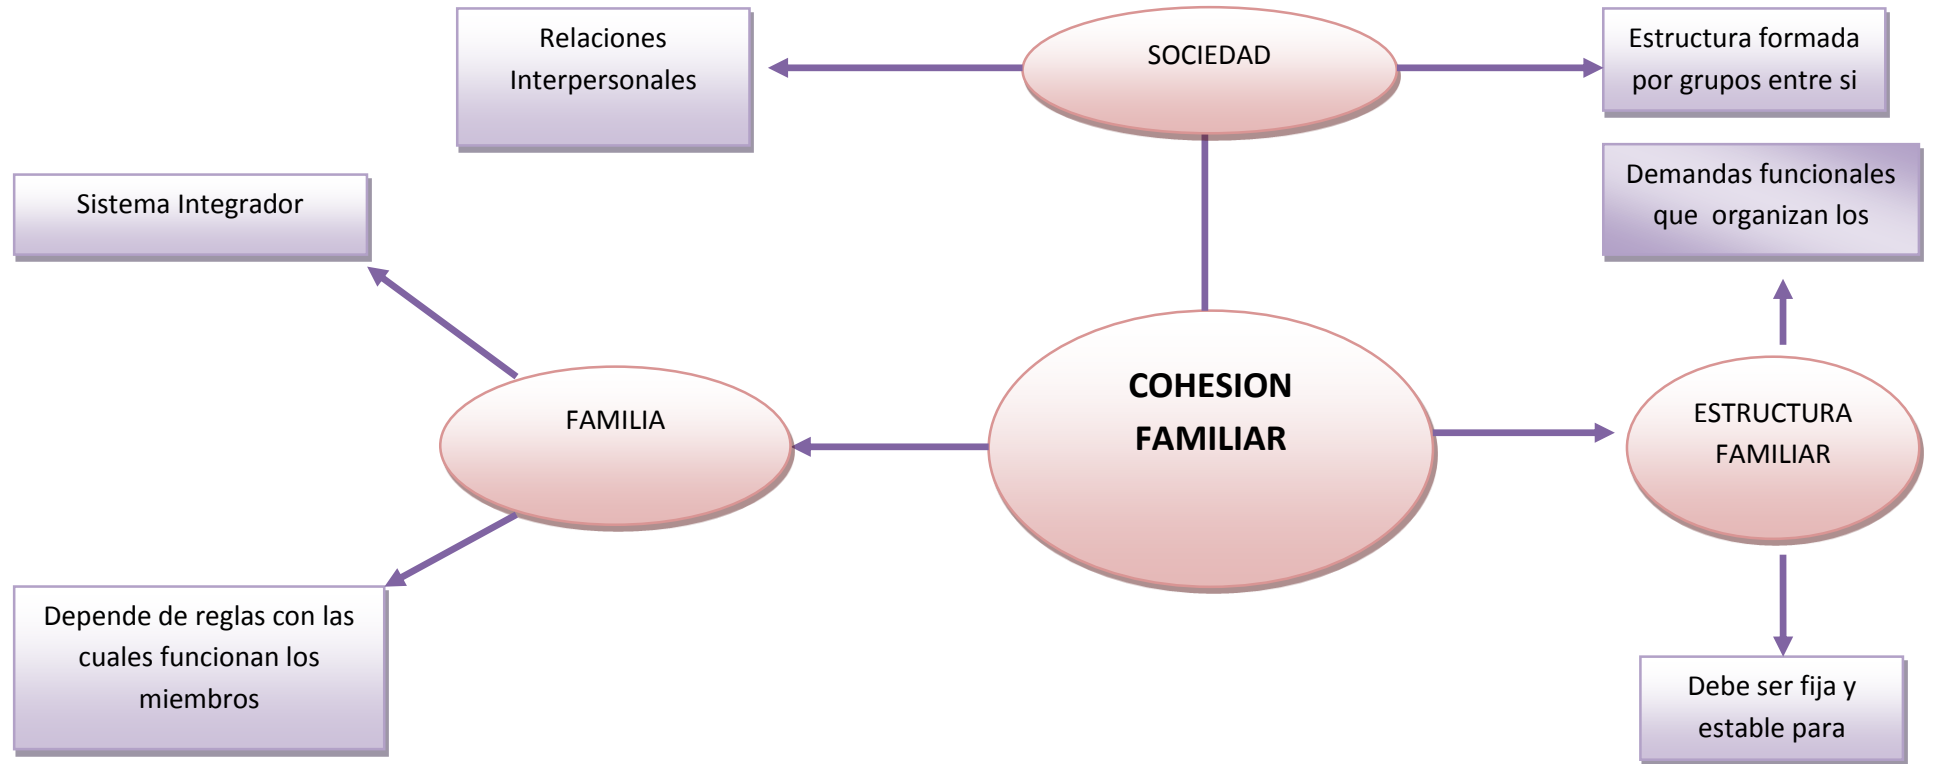 Relaciones
Interpersonales
SOCIEDAD
Estructura formada
por grupos entre si
Demandas funcionales
que organizan los
Sistema Integrador
FAMILIA
COHESION
FAMILIAR
ESTRUCTURA
FAMILIAR
Depende de reglas con las
cuales funcionan los
miembros
Debe ser fija y
estable para